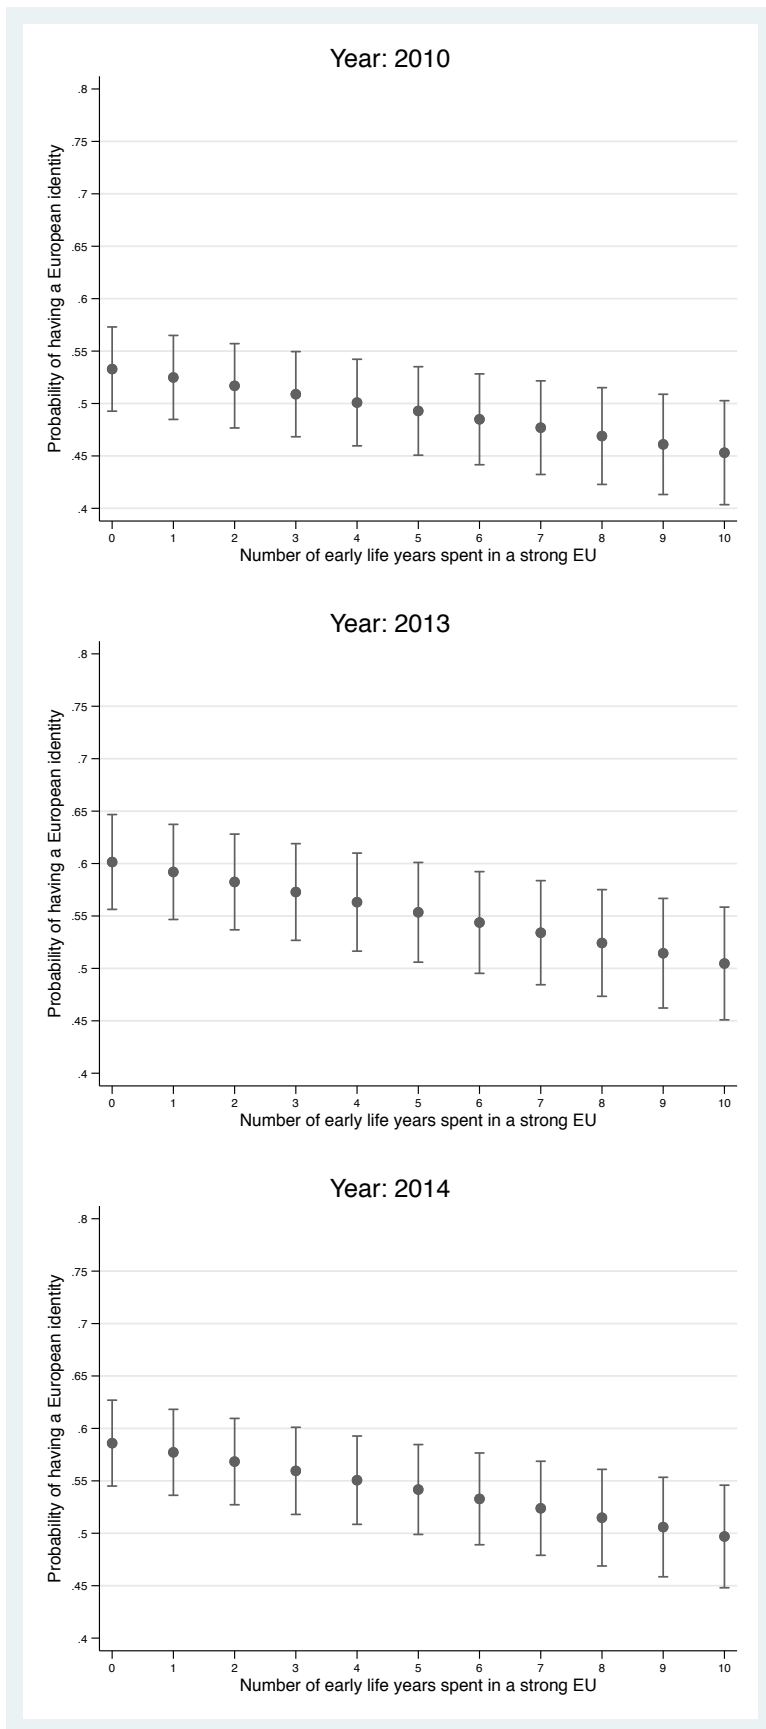 Year: 2010
Probability of having a European identity
.8
.75
.7
.65
.6
.55
.5
.45
.4
0 1 2 3 4 5 6 7 8 9 10
Number of early life years spent in a strong EU
Year: 2013
Probability of having a European identity
.8
.75
.7
.65
.6
.55
.5
.45
.4
0 1 2 3 4 5 6 7 8 9 10
Number of early life years spent in a strong EU
Year: 2014
Probability of having a European identity
.8
.75
.7
.65
.6
.55
.5
.45
.4
0 1 2 3 4 5 6 7 8 9 10
Number of early life years spent in a strong EU